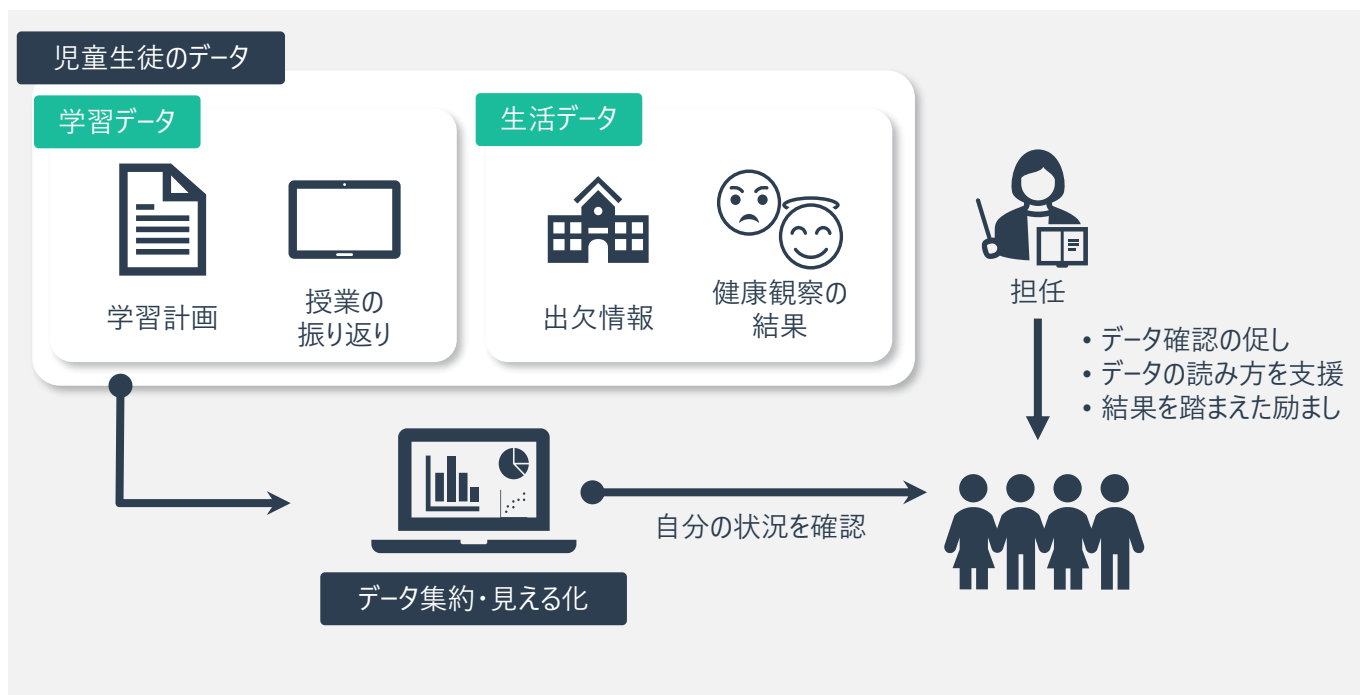 児童生徒のデータ
学習データ
学習計画
授業の
振り返り
生活データ
出欠情報
健康観察の
結果
担任
・データ確認の促し
・データの読み方を支援
・結果を踏まえた励まし
自分の状況を確認
データ集約・見える化